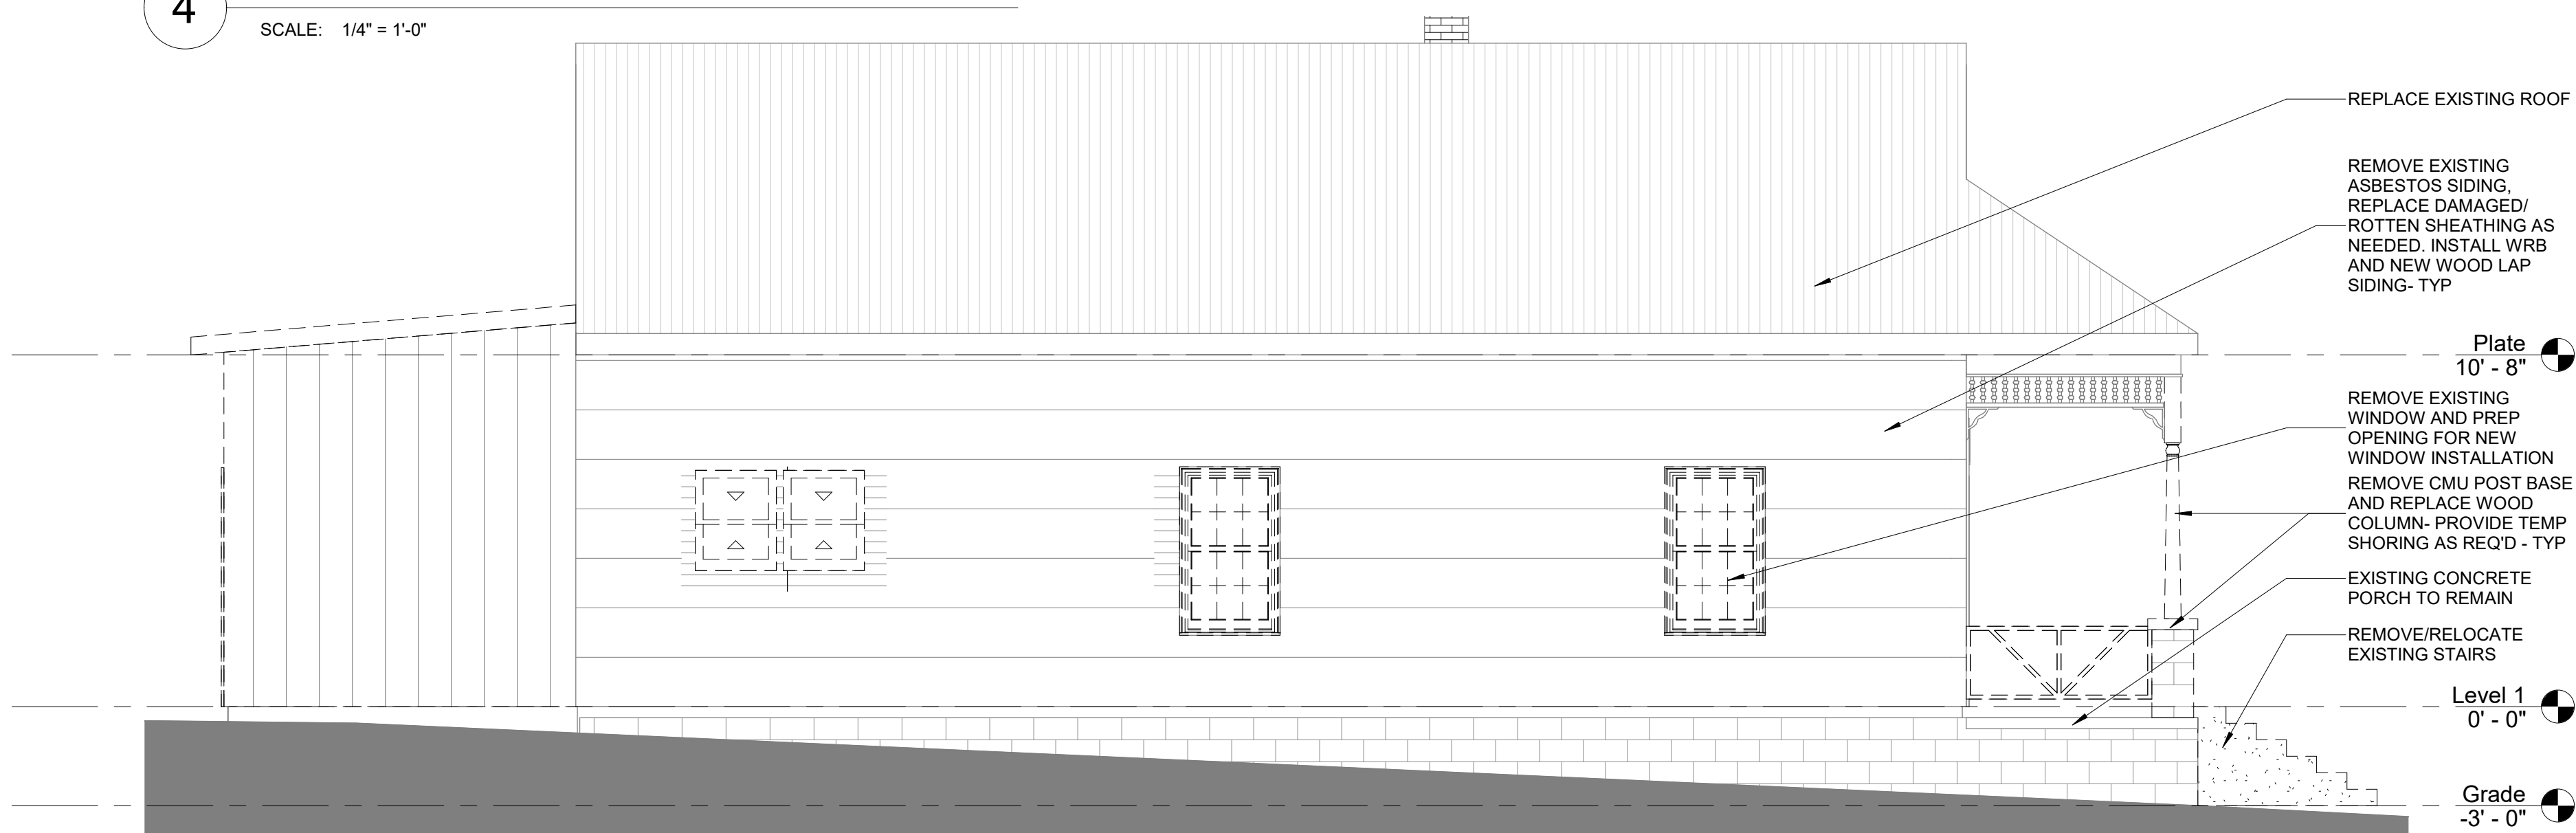 4
SCALE: 1/4" = 1'-0"
REPLACE EXISTING ROOF
REMOVE EXISTING
ASBESTOS SIDING,
REPLACE DAMAGED/
ROTTEN SHEATHING AS
NEEDED. INSTALL WRB
AND NEW WOOD LAP
SIDING- TYP
Plate
10' - 8"
REMOVE EXISTING
WINDOW AND PREP
OPENING FOR NEW
WINDOW INSTALLATION
REMOVE CMU POST BASE
AND REPLACE WOOD
COLUMN- PROVIDE TEMP
SHORING AS REQ'D - TYP
EXISTING CONCRETE
PORCH TO REMAIN
REMOVE/RELOCATE
EXISTING STAIRS
Level 1
0' - 0"
Grade
-3' - 0"